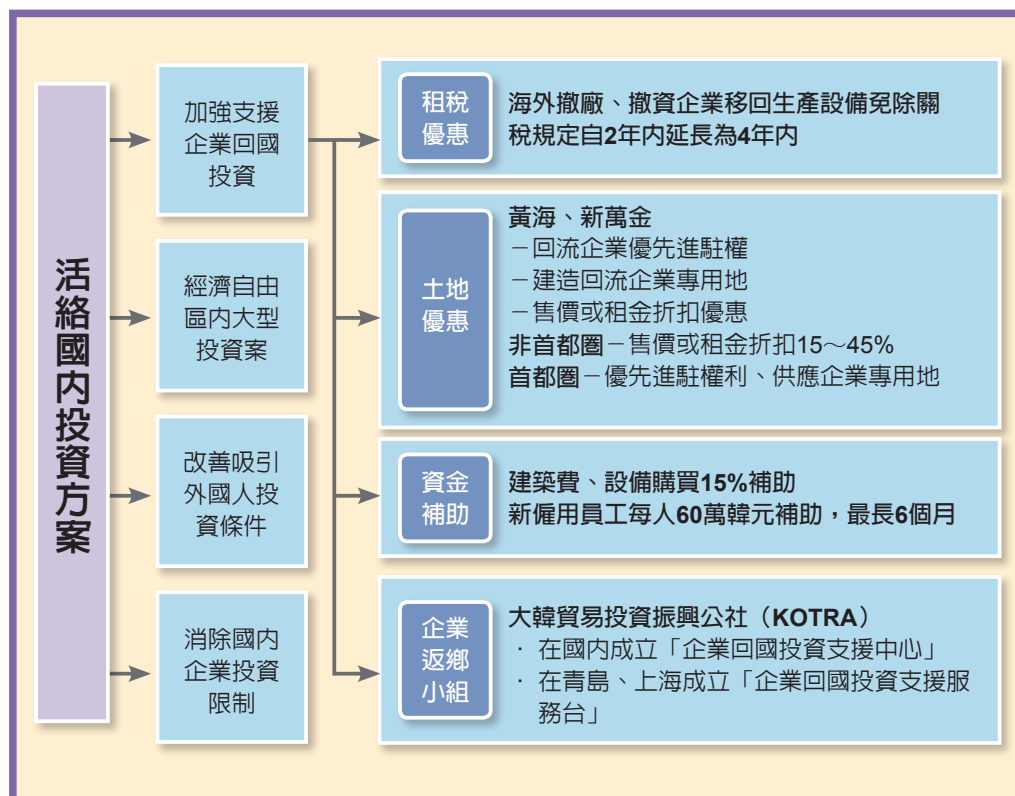 活絡國內投資方案
加強支援
企業回國
投資
經濟自由
區內大型
投資案
改善吸引
外國人投
資條件
消除國內
企業投資
限制
租稅
優惠
海外撤廠、撤資企業移回生產設備免除關
稅規定自2年內延長為4年內
土地
優惠
黃海、新萬金
－回流企業優先進駐權
－建造回流企業專用地
－售價或租金折扣優惠
非首都圈－售價或租金折扣15～45%
首都圈－優先進駐權利、供應企業專用地
資金
補助
建築費、設備購買15%補助
新僱用員工每人60萬韓元補助，最長6個月
企業
返鄉
小組
大韓貿易投資振興公社（KOTRA）
· 在國內成立「企業回國投資支援中心」
· 在青島、上海成立「企業回國投資支援服
務台」